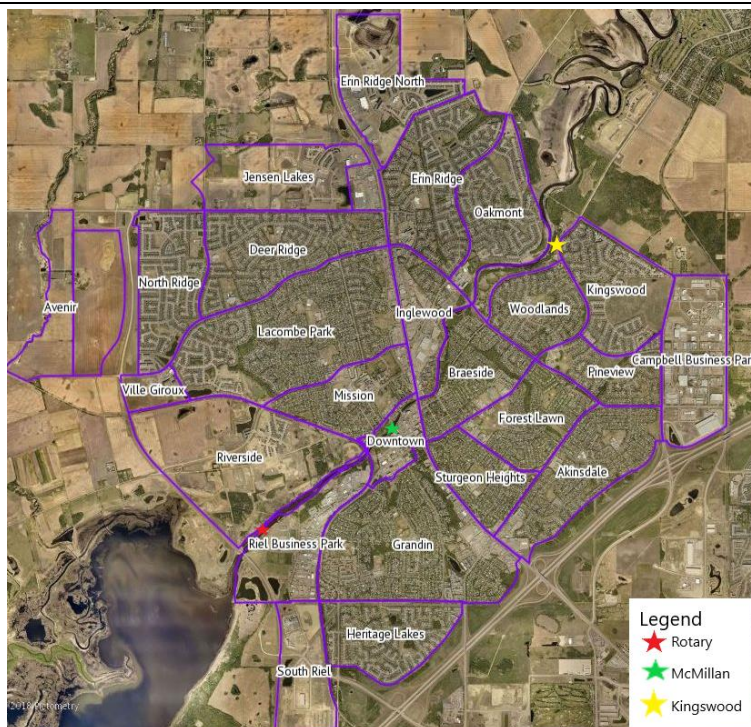 Erin Ridge North
Jensen Lakes
Erin Ridge
Oakmont
Deer Ridge
North Ridge
Kingswood
Avenir
Inglewood
Woodlands
Lacombe Park
Campbell Business Par
Pineview
Braeside
Ville Giroux
Mission
Forest Lawn
Downtown
Riverside
Sturgeon Heights
Akinsdale
Riel Business Park
Grandin
Heritage Lakes
South Riel
Legend
Rotary
McMillan
Kingswood
2018 Pictometry